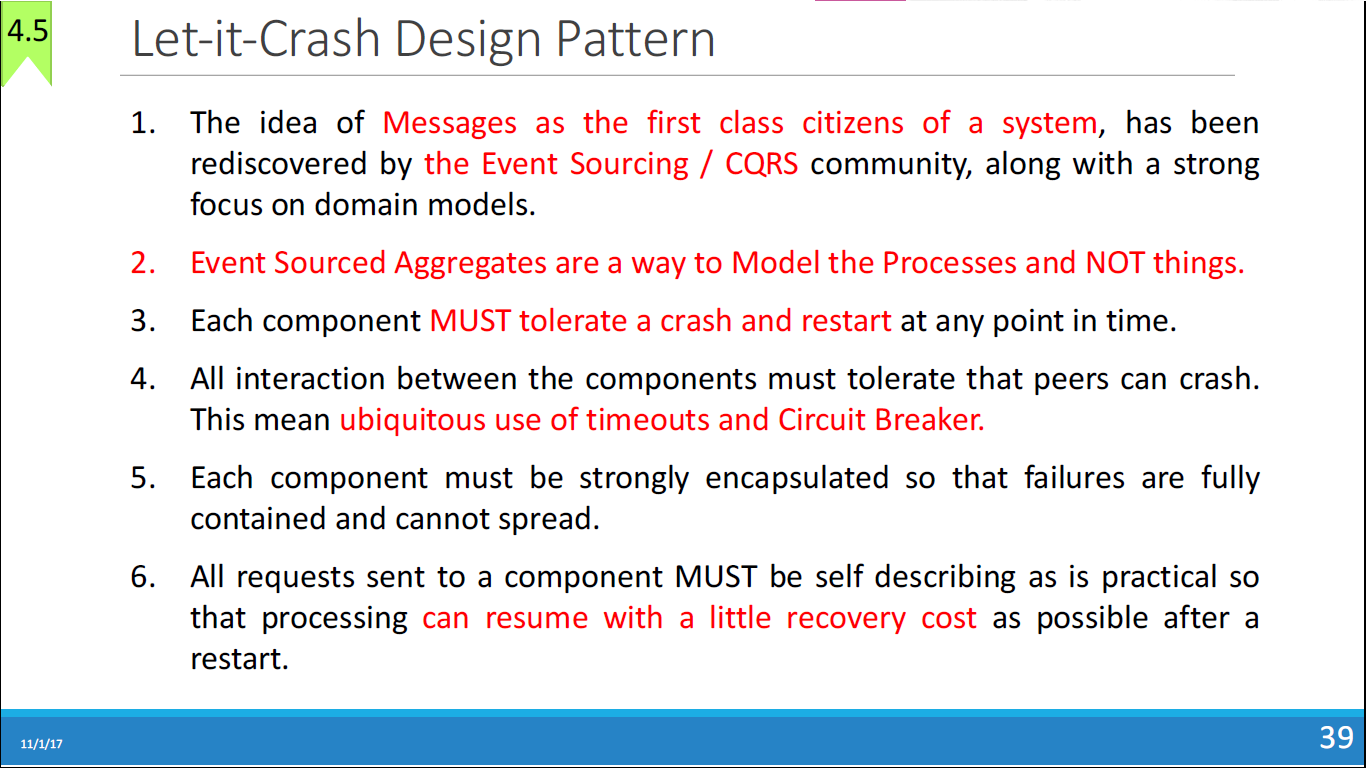 4.5
Let-it-Crash Design Pattern
1. The idea of Messages as the first class citizens of a system, has been
rediscovered by the Event Sourcing / CQRS community, along with a strong
focus on domain models.
2. Event Sourced Aggregates are a way to Model the Processes and NOT things.
3. Each component MUST tolerate a crash and restart at any point in time.
4. All interaction between the components must tolerate that peers can crash.
This mean ubiquitous use of timeouts and Circuit Breaker.
5. Each component must be strongly encapsulated so that failures are fully
contained and cannot spread.
6. All requests sent to a component MUST be self describing as is practical so
that processing can resume with a little recovery cost as possible after a
restart.
11/1/17
39